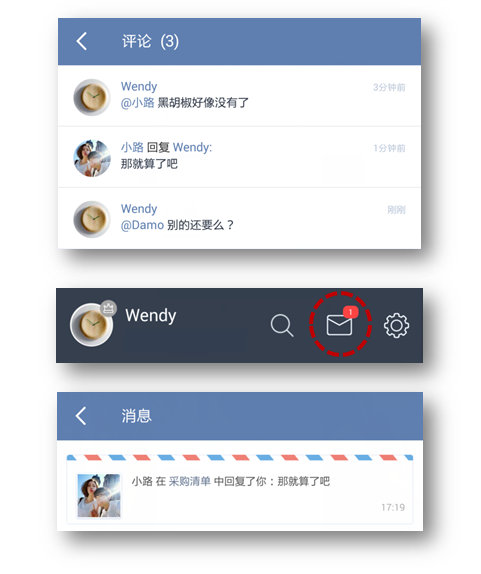 评论 (3)
Wendy 3分钟前
@小路 黑胡椒好像没有了
小路 回复 Wendy: 1分钟前
那就算了吧
Wendy 刚刚
@Damo 别的还要么？
Wendy 1
消息
小路 在 采购清单 中回复了你：那就算了吧
17:19